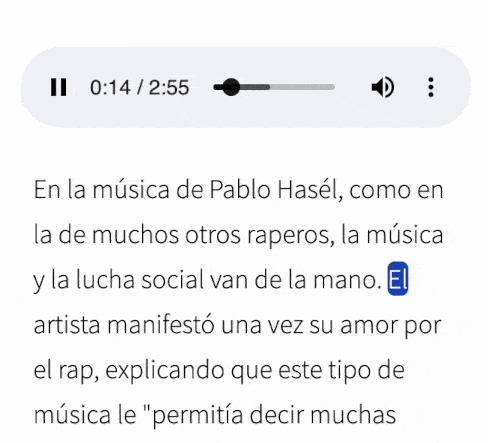 0:14 / 2:55
En la música de Pablo Hasél, como en
la de muchos otros raperos, la música
y la lucha social van de la mano. El
artista manifestó una vez su amor por
el rap, explicando que este tipo de
música le "permitía decir muchas